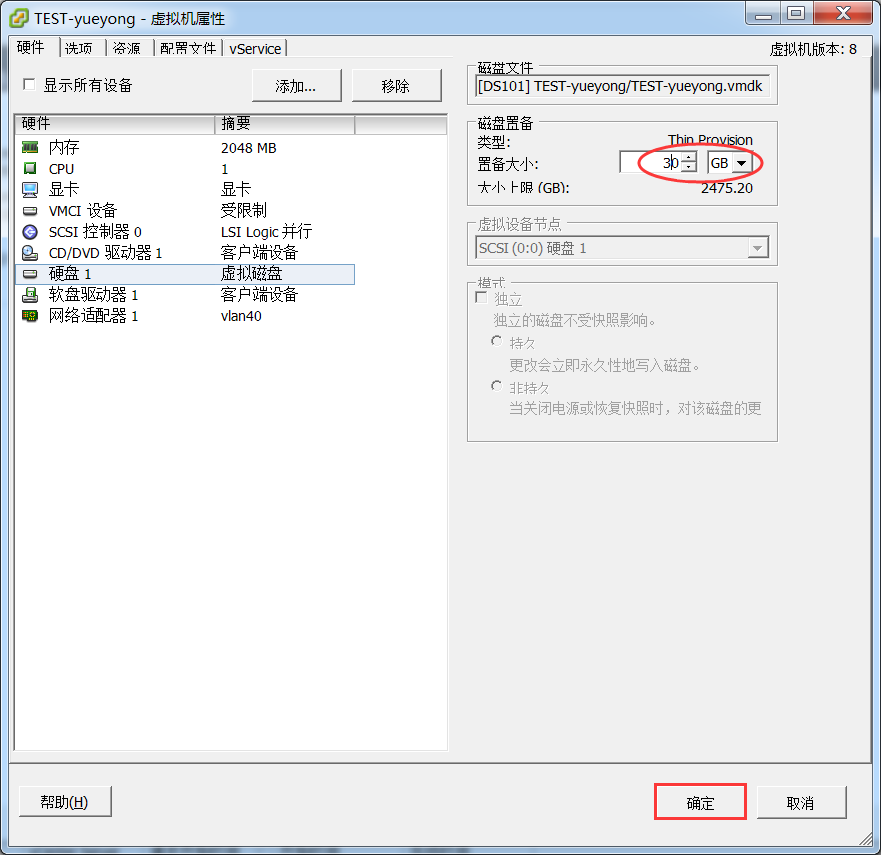 TEST-yueyong - 虚拟机属性
硬件 选项 资源 配置文件 vService
虚拟机版本: 8
显示所有设备
添加...
移除
硬件 摘要
内存 2048 MB
CPU 1
显卡 显卡
VMCI 设备 受限制
SCSI 控制器 0 LSI Logic 并行
CD/DVD 驱动器 1 客户端设备
硬盘 1 虚拟磁盘
软盘驱动器 1 客户端设备
网络适配器 1 vlan40
磁盘文件
[DS101] TEST-yueyong/TEST-yueyong.vmdk
磁盘置备
类型: Thin Provision
置备大小: 30 GB
大小上限 (GB): 2475.20
虚拟设备节点
SCSI (0:0) 硬盘 1
模式
独立
独立的磁盘不受快照影响。
持久
更改会立即永久性地写入磁盘。
非持久
当关闭电源或恢复快照时，对该磁盘的更
帮助(H)
确定
取消